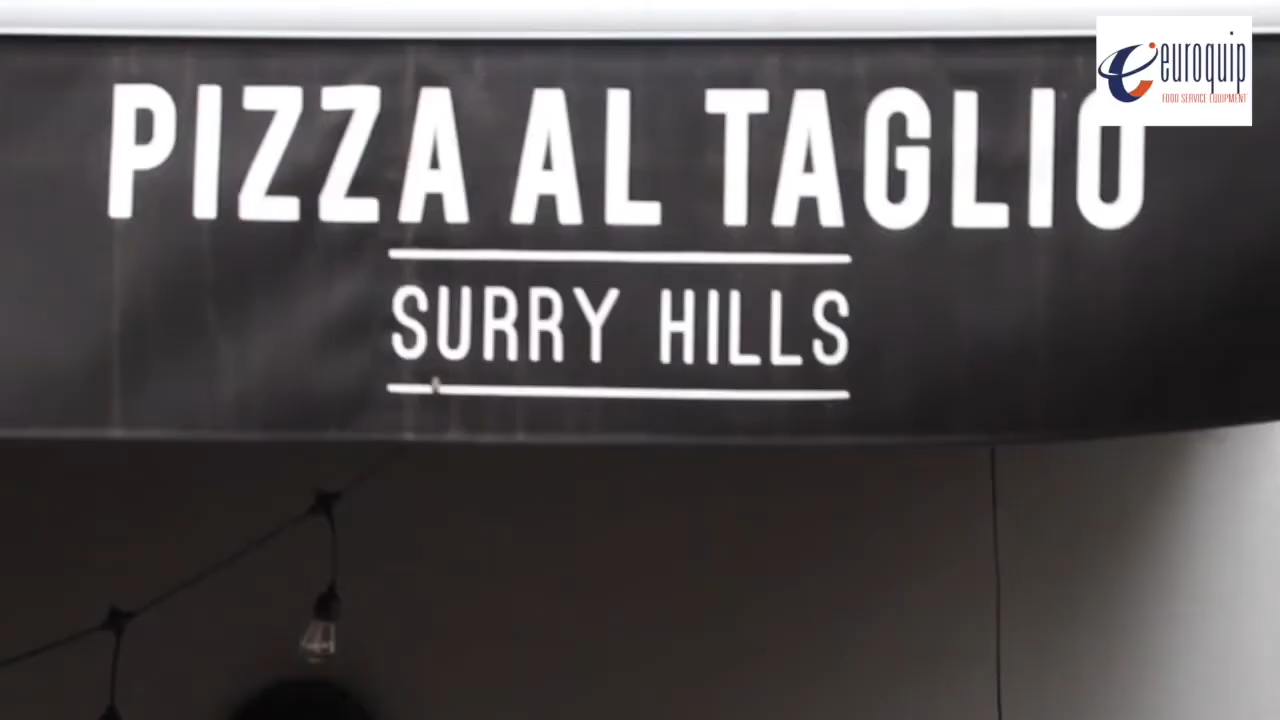 PIZZA AL TAGLIO
SURRY HILLS
euroquip
FOOD SERVICE EQUIPMENT